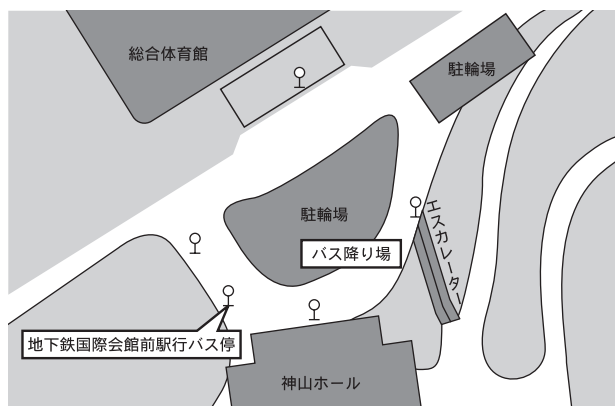 総合体育館
駐輪場
駐輪場
エスカレーター
バス降り場
地下鉄国際会館前駅行バス停
神山ホール